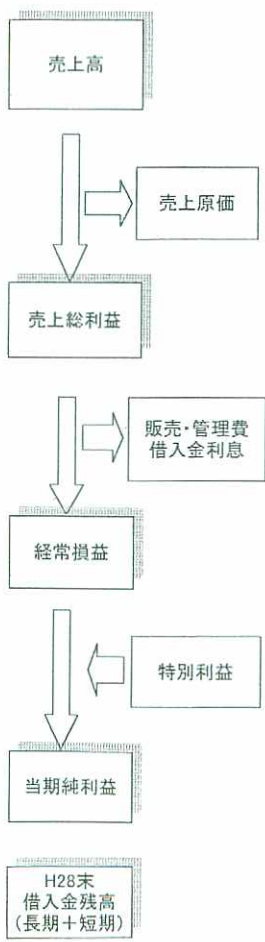 売上高
売上原価
売上総利益
販売・管理費
借入金利息
経常損益
特別利益
当期純利益
H28末
借入金残高
(長期＋短期)